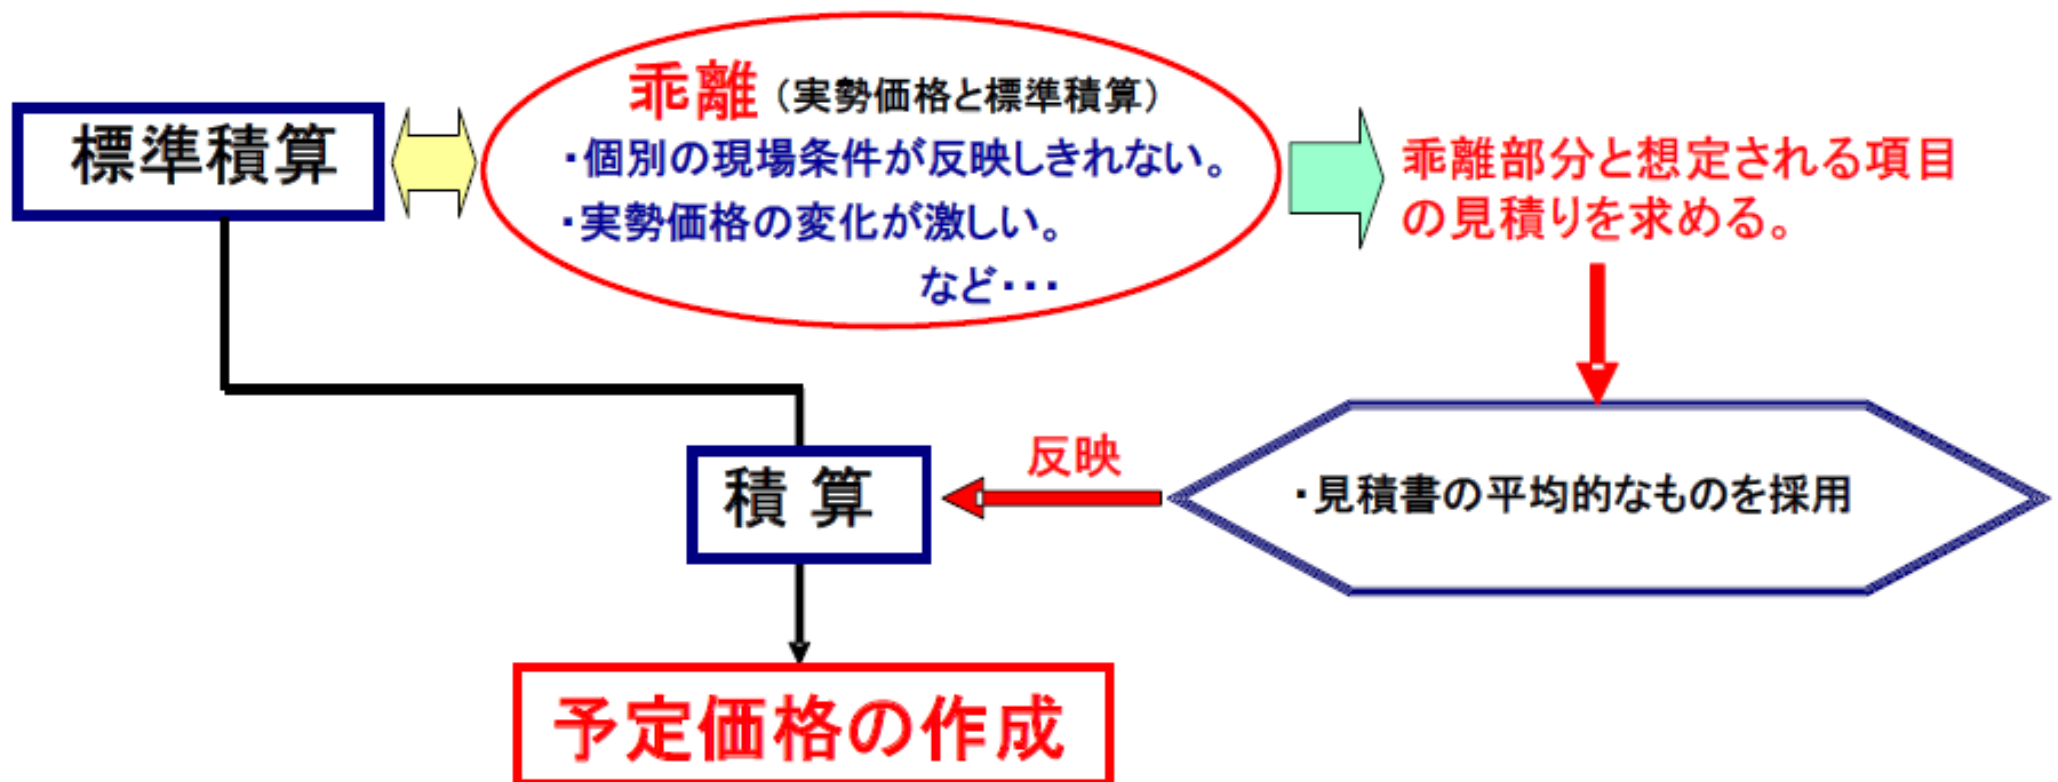 標準積算
乖離（実勢価格と標準積算）
・個別の現場条件が反映しきれない。
・実勢価格の変化が激しい。
など・・・
乖離部分と想定される項目
の見積りを求める。
反映
積 算
・見積書の平均的なものを採用
予定価格の作成